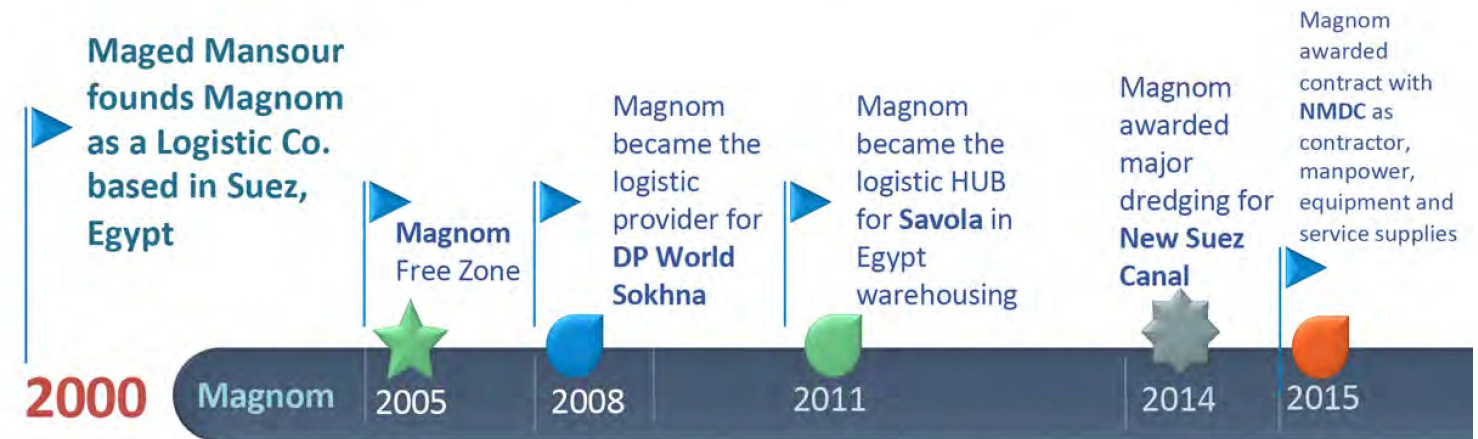 Maged Mansour
founds Magnom
as a Logistic Co.
based in Suez,
Egypt
Magnom
Free Zone
Magnom
became the
logistic
provider for
DP World
Sokhna
Magnom
became the
logistic HUB
for Savola in
Egypt
warehousing
Magnom
awarded
major
dredging for
New Suez
Canal
Magnom
awarded
contract with
NMDC as
contractor,
manpower,
equipment and
service supplies
2000
Magnom
2005
2008
2011
2014
2015